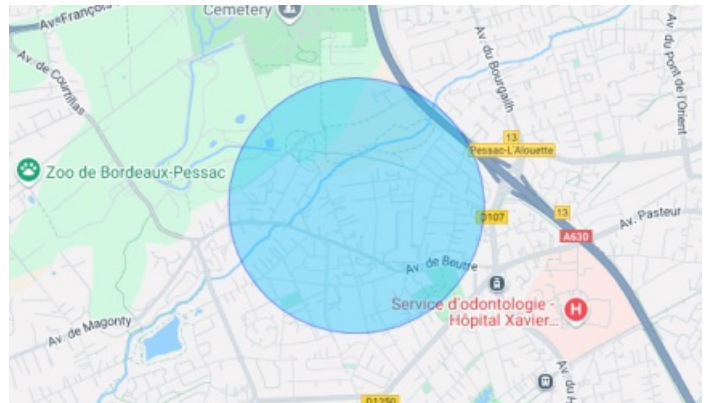 Cemetery
Av. François
Av. de Courtillas
Av. du Bourgailh
Av. du Pont de l'Orient
13
Pessac-L'Alouette
Zoo de Bordeaux-Pessac
D107
13
Av. Pasteur
A630
Av. de Beutre
Service d'odontologie -
Hôpital Xavier...
H
Av. de Magonty
Av. du H
D1250